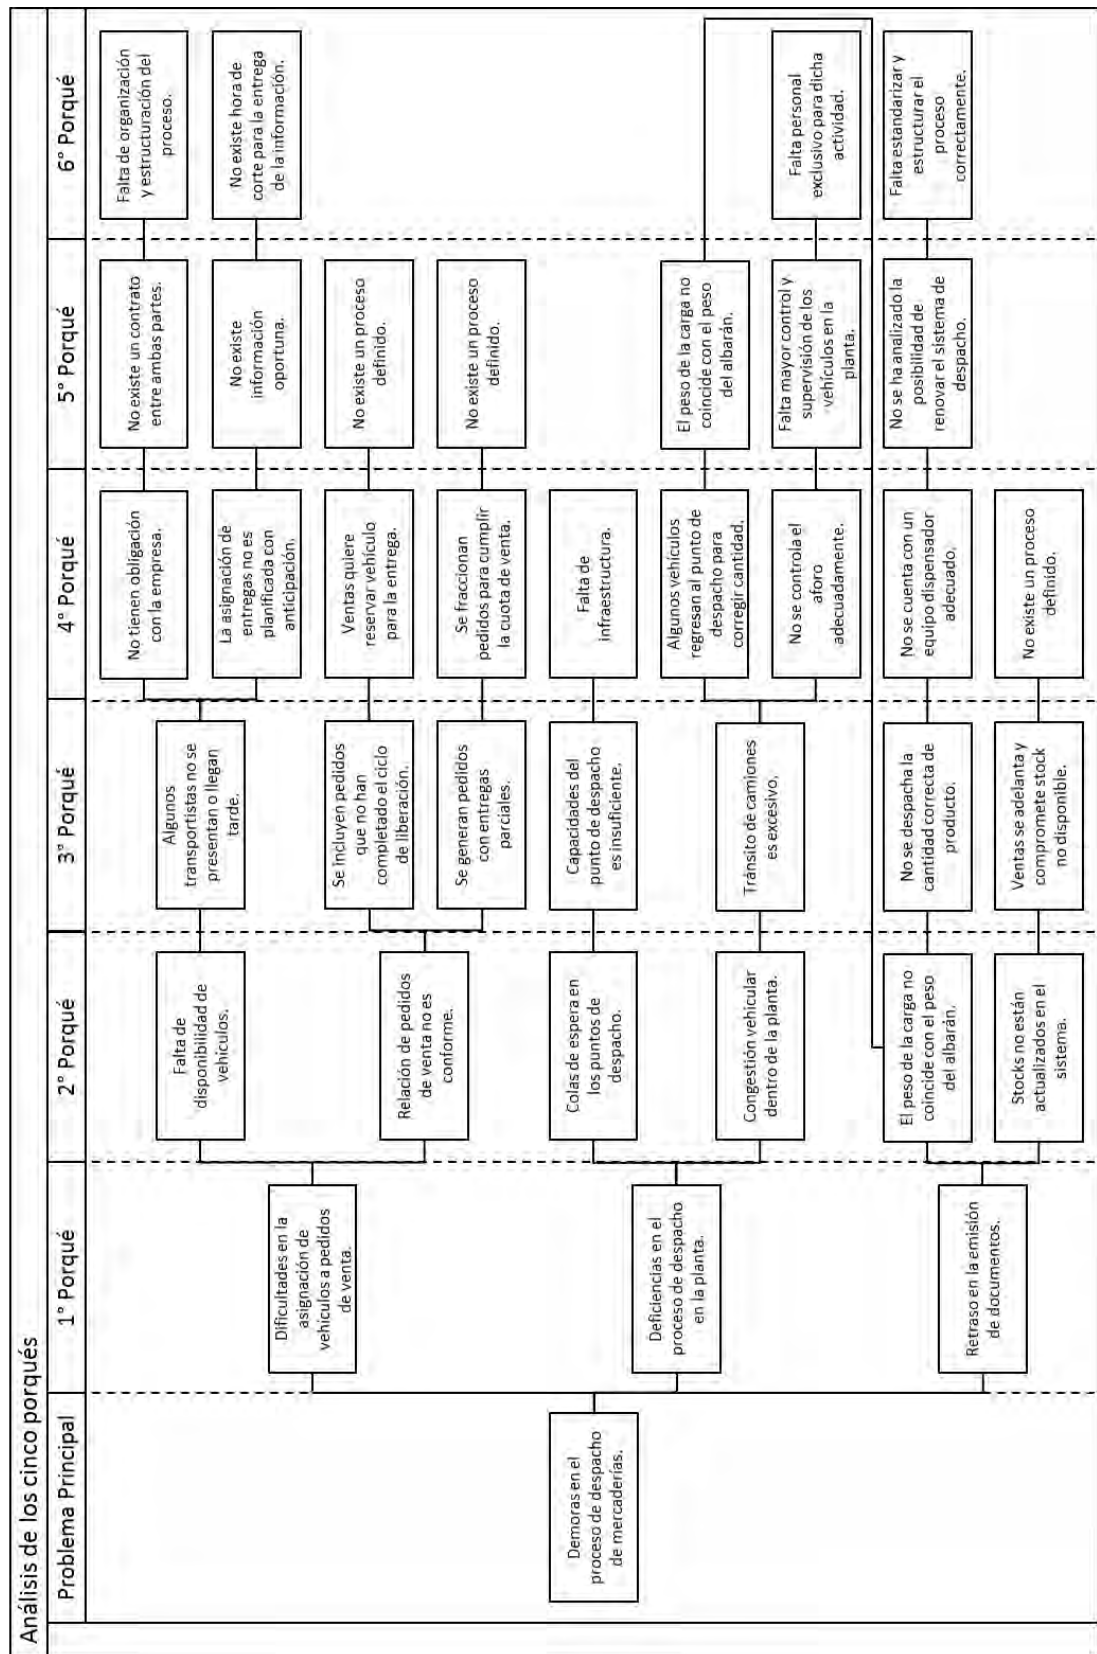 Análisis de los cinco porqués
Problema Principal
1° Porqué
2° Porqué
3° Porqué
4° Porqué
5° Porqué
6° Porqué
Demoras en el
proceso de despacho
de mercaderías.
Dificultades en la
asignación de
vehículos a pedidos
de venta.
Falta de
disponibilidad de
vehículos.
Algunos
transportistas no se
presentan o llegan
tarde.
No tienen obligación
con la empresa.
No existe un contrato
entre ambas partes.
Falta de organización
y estructuración del
proceso.
La asignación de
entregas no es
planificada con
anticipación.
No existe
información
oportuna.
No existe hora de
corte para la entrega
de la información.
Relación de pedidos
de venta no es
conforme.
Se incluyen pedidos
que no han
completado el ciclo
de liberación.
Ventas quiere
reservar vehículo
para la entrega.
No existe un proceso
definido.
Se generan pedidos
con entregas
parciales.
Se fraccionan
pedidos para cumplir
la cuota de venta.
No existe un proceso
definido.
Deficiencias en el
proceso de despacho
en la planta.
Colas de espera en
los puntos de
despacho.
Capacidades del
punto de despacho
es insuficiente.
Falta de
infraestructura.
Congestión vehicular
dentro de la planta.
Tránsito de camiones
es excesivo.
Algunos vehículos
regresan al punto de
despacho para
corregir cantidad.
El peso de la carga no
coincide con el peso
del albarán.
No se controla el
aforo
adecuadamente.
Falta mayor control y
supervisión de los
vehículos en la
planta.
Falta personal
exclusivo para dicha
actividad.
Retraso en la emisión
de documentos.
El peso de la carga no
coincide con el peso
del albarán.
No se despacha la
cantidad correcta de
producto.
No se cuenta con un
equipo dispensador
adecuado.
No se ha analizado la
posibilidad de
renovar el sistema de
despacho.
Falta estandarizar y
estructurar el
proceso
correctamente.
Stocks no están
actualizados en el
sistema.
Ventas se adelanta y
compromete stock
no disponible.
No existe un proceso
definido.